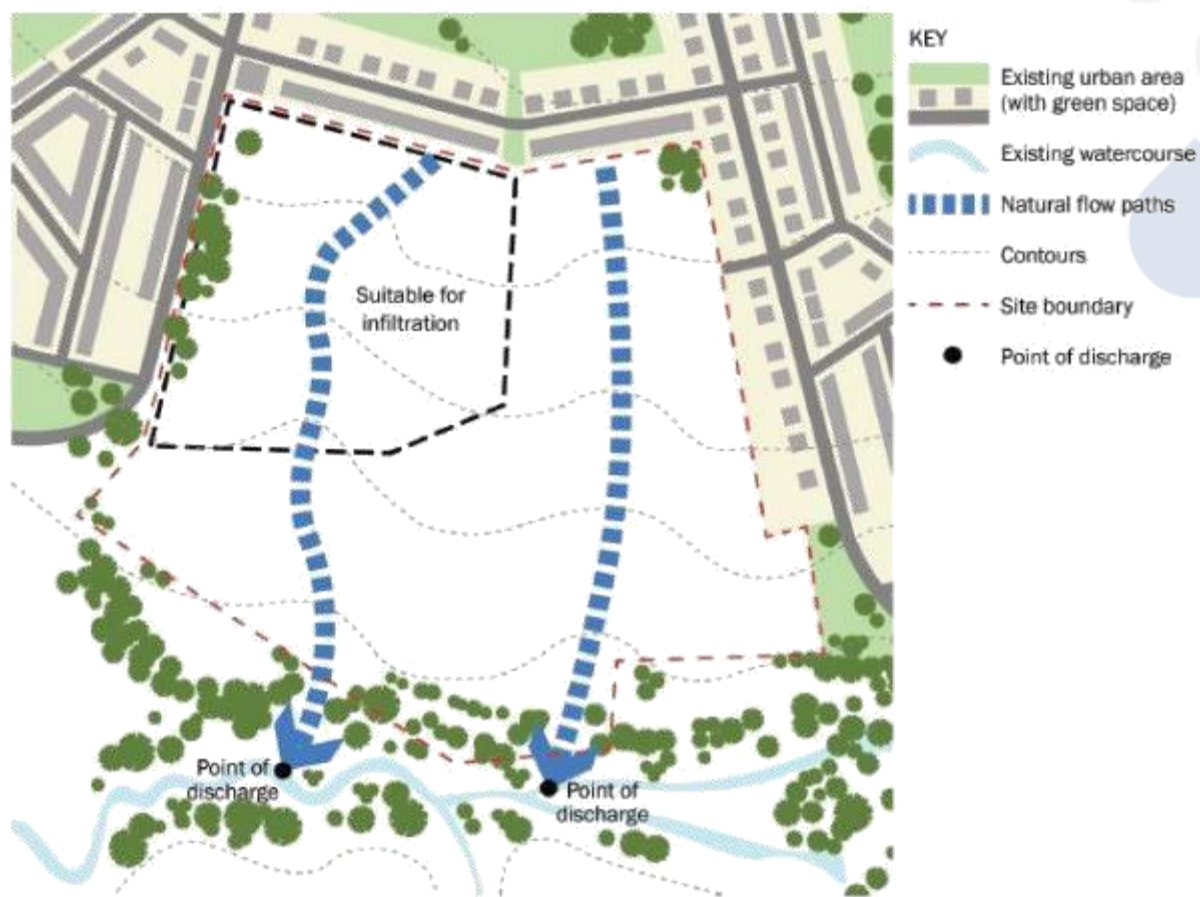 KEY
Existing urban area
(with green space)
Existing watercourse
Natural flow paths
Contours
Site boundary
Point of discharge
Suitable for
infiltration
Point of
discharge
Point of
discharge